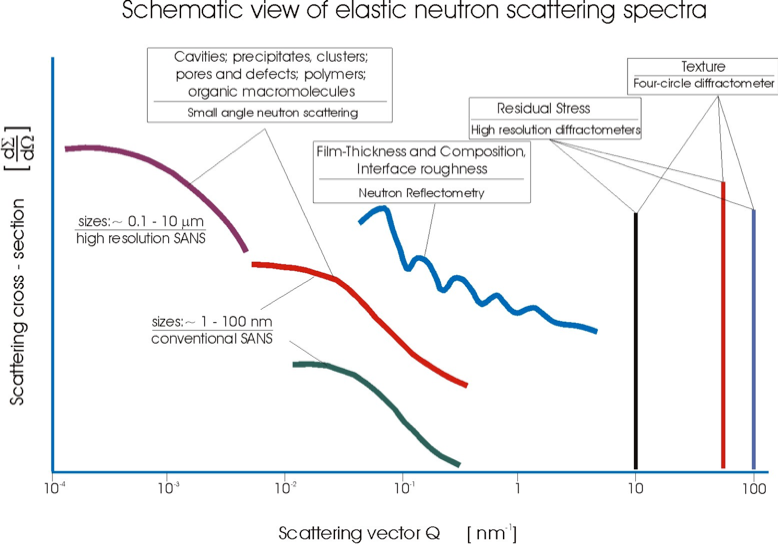 Schematic view of elastic neutron scattering spectra
Cavities; precipitates, clusters;
pores and defects; polymers;
organic macromolecules
Small angle neutron scattering
Texture
Four-circle diffractometer
Residual Stress
High resolution diffractometers
Film-Thickness and Composition,
Interface roughness
Neutron Reflectometry
sizes:~ 0.1 - 10 μm
high resolution SANS
sizes:~ 1 - 100 nm
conventional SANS
Scattering cross - section [dΣ/dΩ]
10⁻⁴ 10⁻³ 10⁻² 10⁻¹ 1 10 100
Scattering vector Q [nm⁻¹]